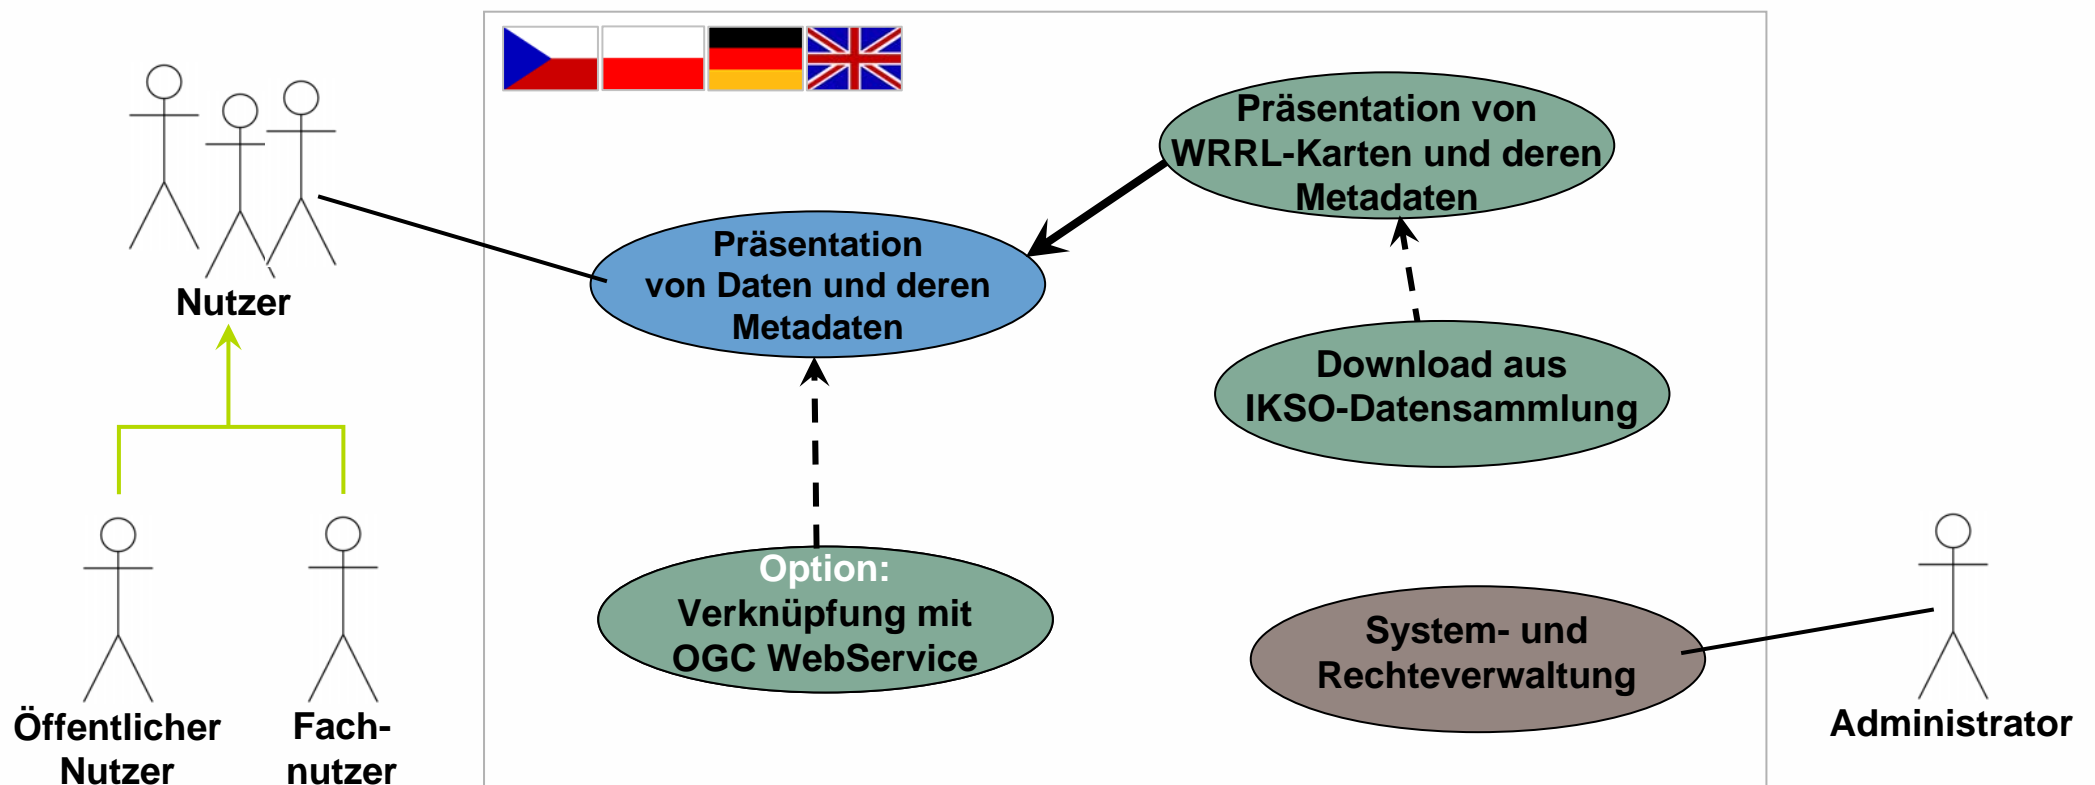 Präsentation von
WRRL-Karten und deren
Metadaten
Präsentation
von Daten und deren
Metadaten
Nutzer
Download aus
IKSO-Datensammlung
Option:
Verknüpfung mit
OGC WebService
System- und
Rechteverwaltung
Öffentlicher
Nutzer
Fach-
nutzer
Administrator